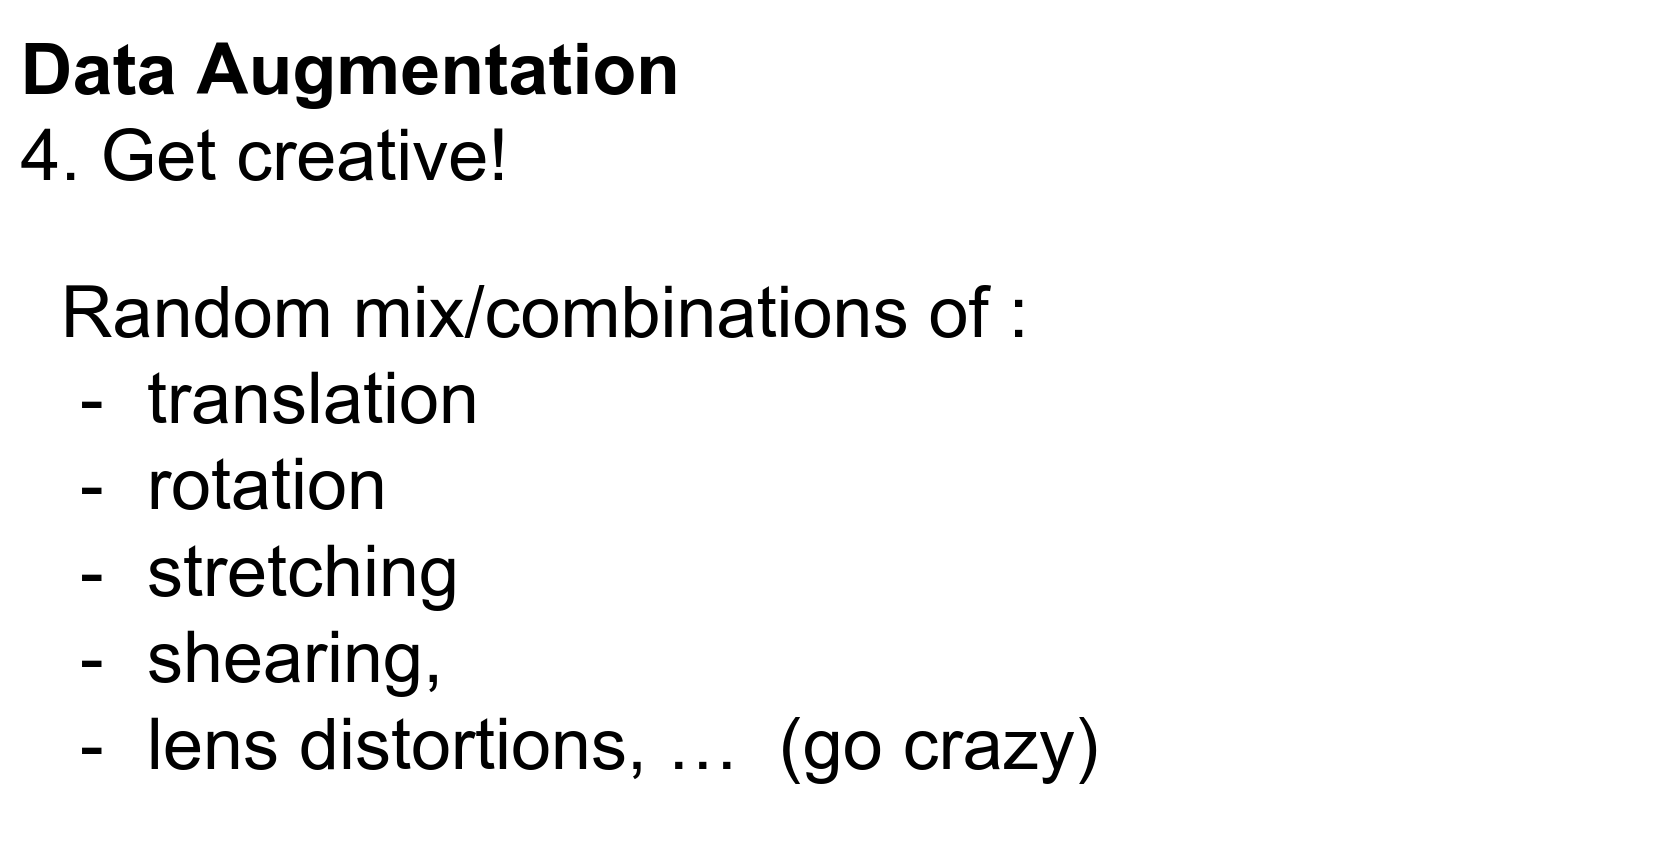 Data Augmentation
4. Get creative!
Random mix/combinations of :
- translation
- rotation
- stretching
- shearing,
- lens distortions, … (go crazy)